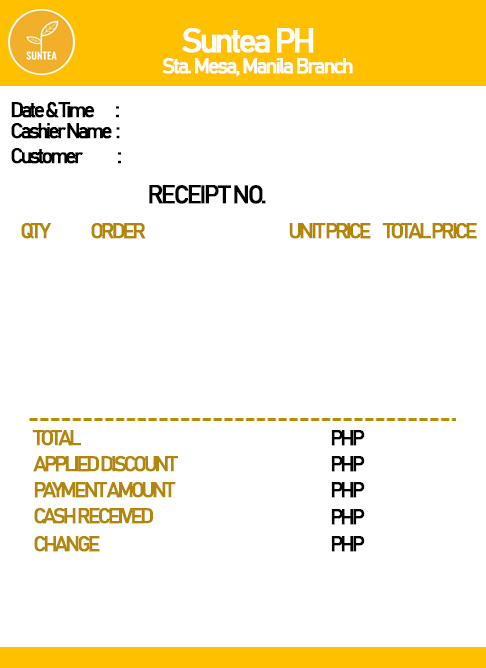 SUNTEA
Suntea PH
Sta. Mesa, Manila Branch
Date & Time :
Cashier Name :
Customer :
RECEIPT NO.
QTY ORDER UNIT PRICE TOTAL PRICE
TOTAL PHP
APPLIED DISCOUNT PHP
PAYMENT AMOUNT PHP
CASH RECEIVED PHP
CHANGE PHP